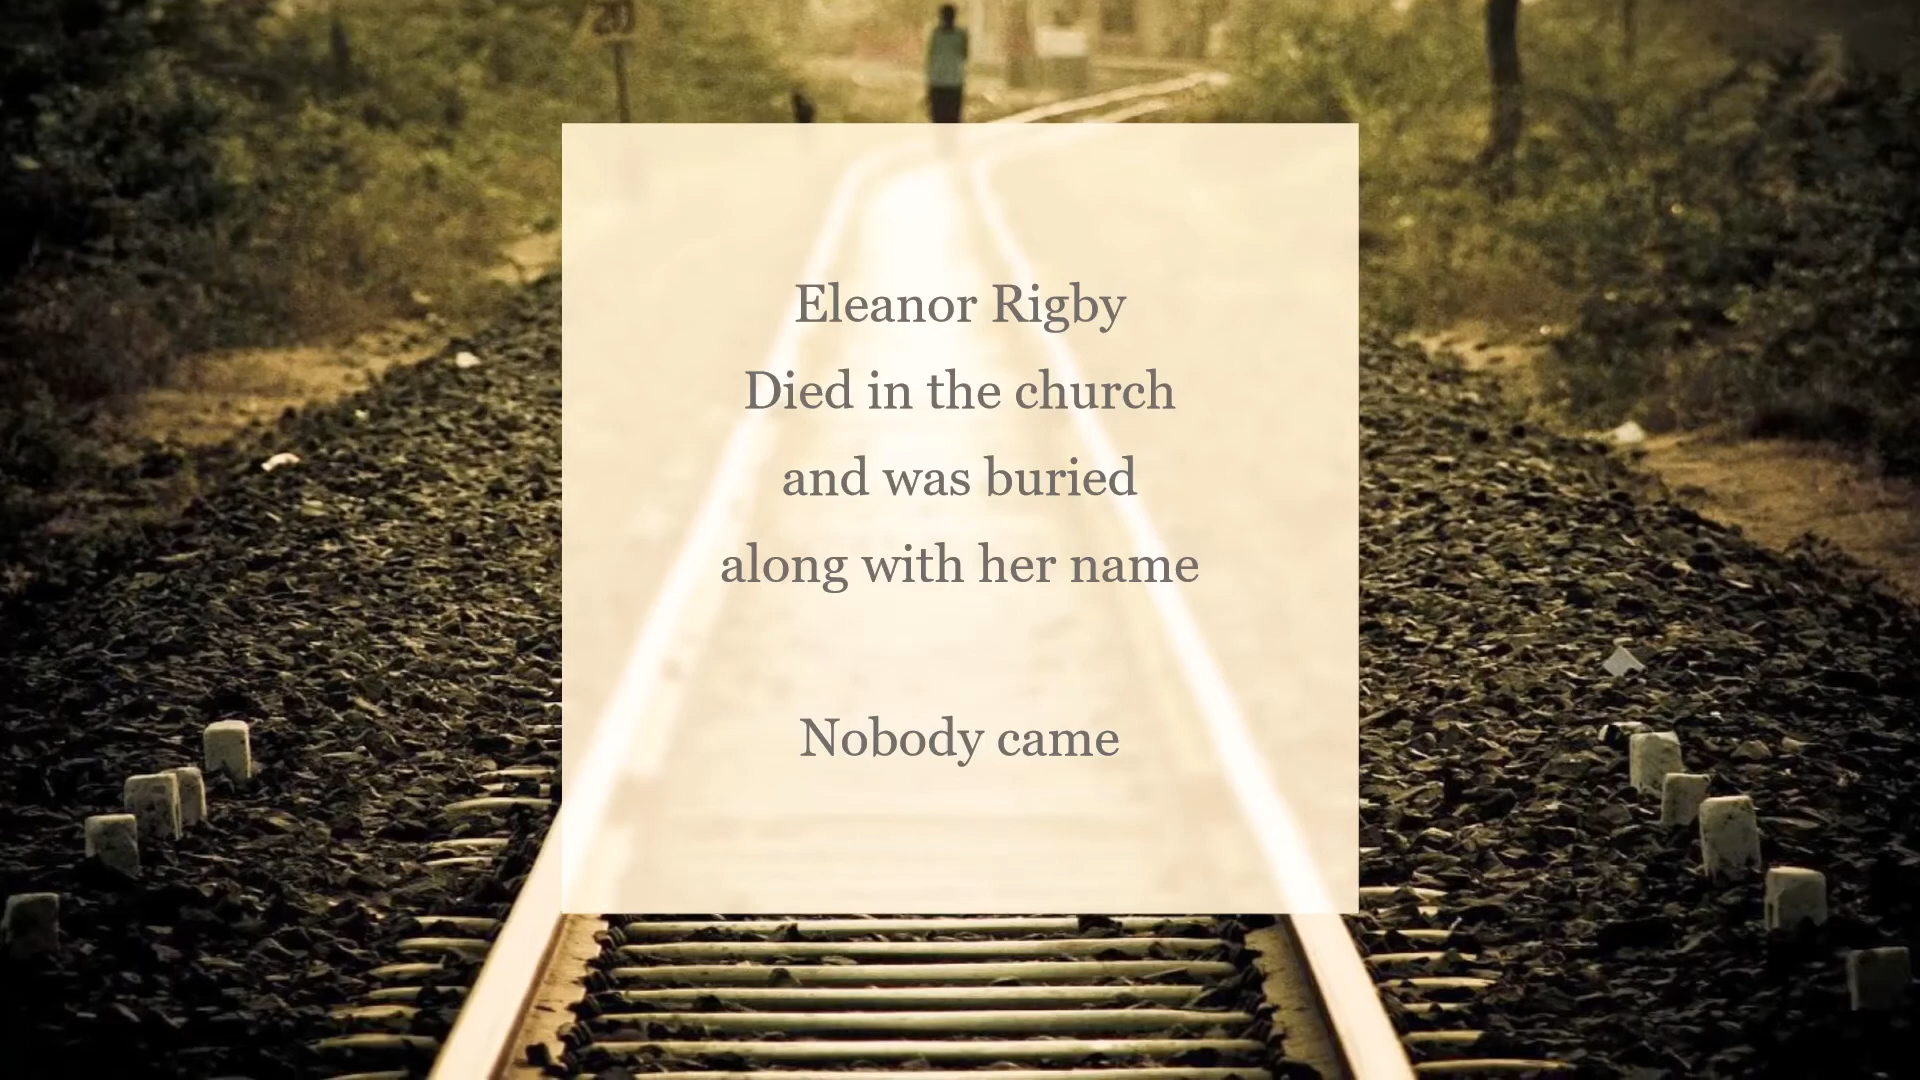 Eleanor Rigby
Died in the church
and was buried
along with her name
Nobody came